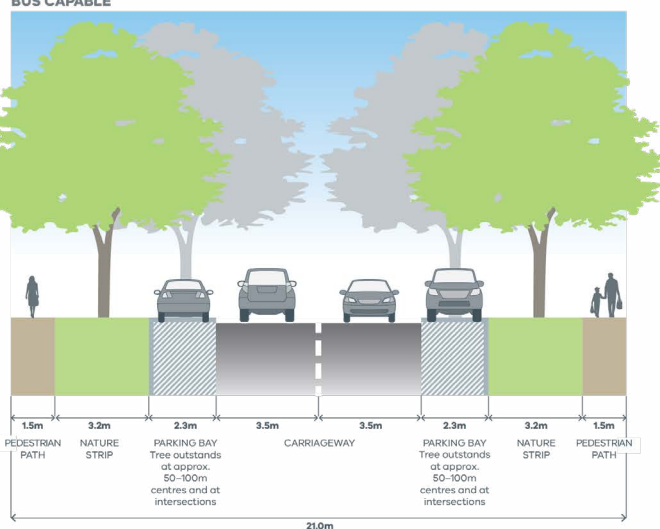 BUS CAPABLE
1.5m
3.2m
2.3m
3.5m
3.5m
2.3m
3.2m
1.5m
PEDESTRIAN
PATH
NATURE
STRIP
PARKING BAY
Tree outstands
at approx.
50–100m
centres and at
intersections
CARRIAGEWAY
PARKING BAY
Tree outstands
at approx.
50–100m
centres and at
intersections
NATURE
STRIP
PEDESTRIAN
PATH
21.0m